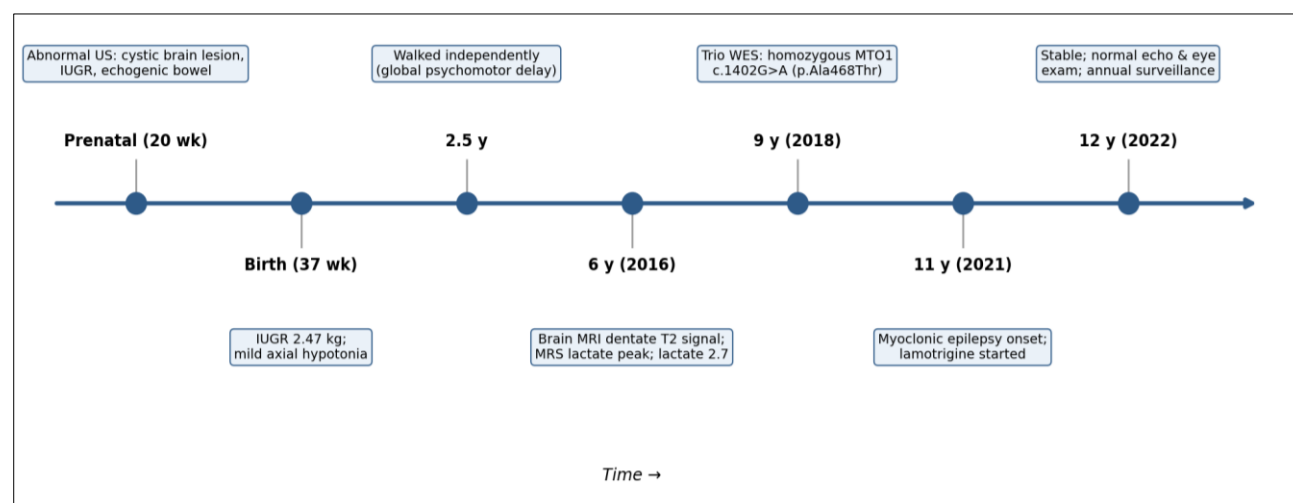 Abnormal US: cystic brain lesion,
IUGR, echogenic bowel
Prenatal (20 wk)
Birth (37 wk)
IUGR 2.47 kg;
mild axial hypotonia
Walked independently
(global psychomotor delay)
2.5 y
6 y (2016)
Brain MRI dentate T2 signal;
MRS lactate peak; lactate 2.7
Trio WES: homozygous MTO1
c.1402G>A (p.Ala468Thr)
9 y (2018)
11 y (2021)
Myoclonic epilepsy onset;
lamotrigine started
Stable; normal echo & eye
exam; annual surveillance
12 y (2022)
Time →